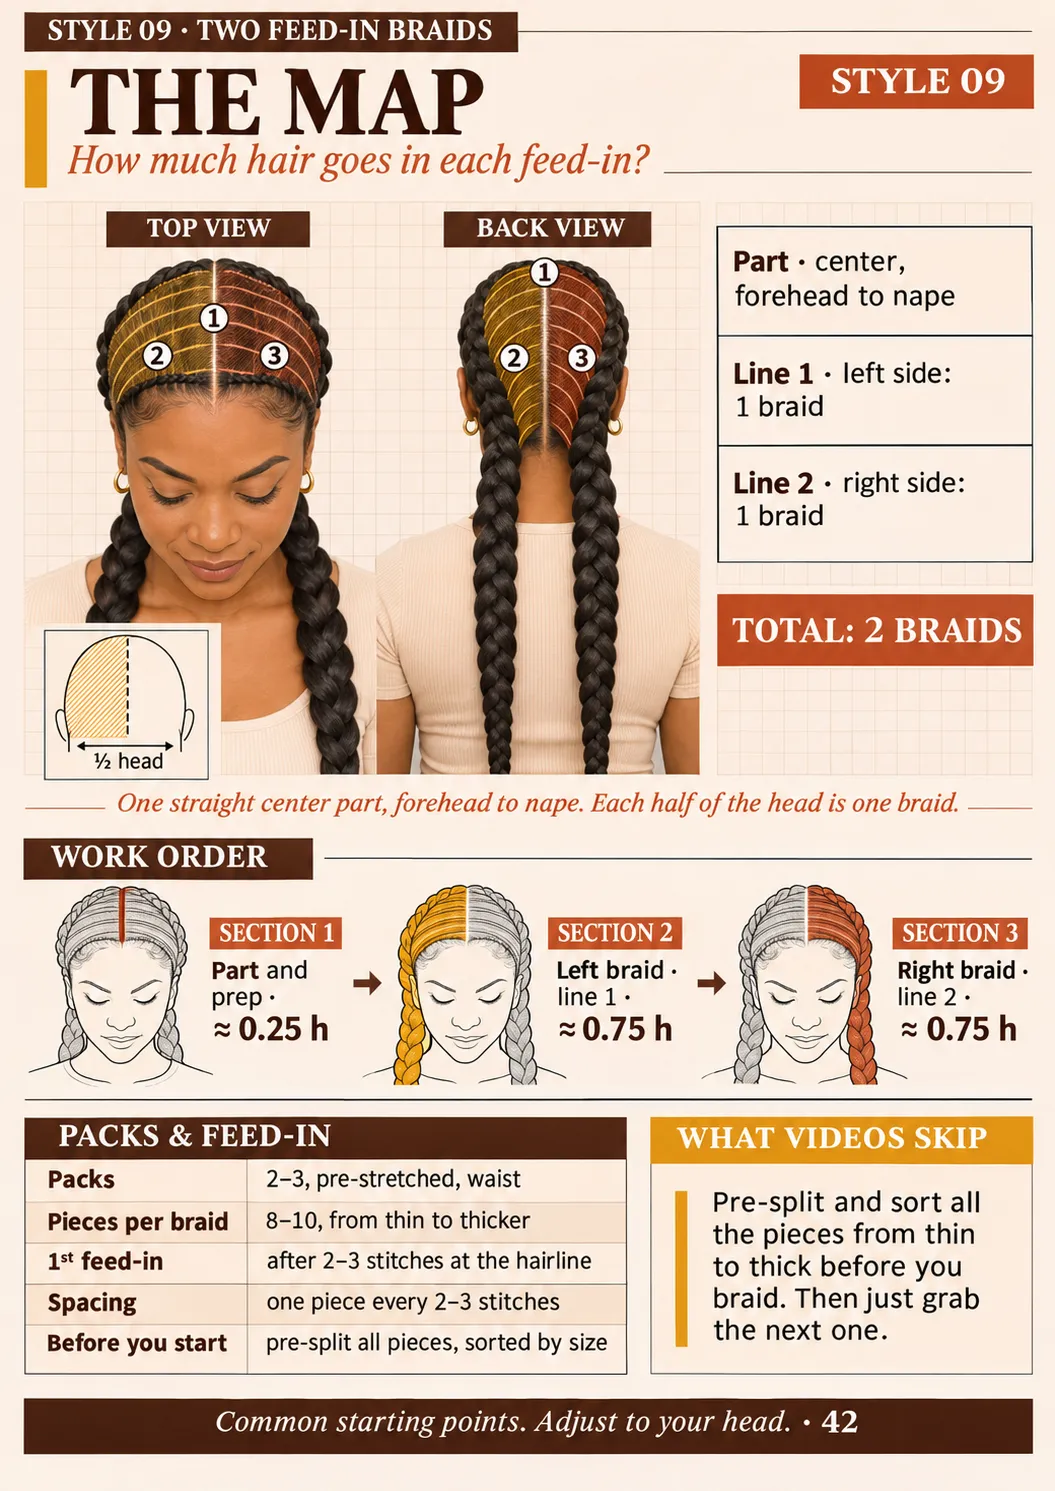 STYLE 09 · TWO FEED-IN BRAIDS
THE MAP
STYLE 09
How much hair goes in each feed-in?
TOP VIEW
1
2
3
BACK VIEW
1
2
3
½ head
Part · center,
forehead to nape
Line 1 · left side:
1 braid
Line 2 · right side:
1 braid
TOTAL: 2 BRAIDS
One straight center part, forehead to nape. Each half of the head is one braid.
WORK ORDER
SECTION 1
Part and
prep ·
≈ 0.25 h
SECTION 2
Left braid ·
line 1 ·
≈ 0.75 h
SECTION 3
Right braid ·
line 2 ·
≈ 0.75 h
PACKS & FEED-IN
Packs 2–3, pre-stretched, waist
Pieces per braid 8–10, from thin to thicker
1st feed-in after 2–3 stitches at the hairline
Spacing one piece every 2–3 stitches
Before you start pre-split all pieces, sorted by size
WHAT VIDEOS SKIP
Pre-split and sort all
the pieces from thin
to thick before you
braid. Then just grab
the next one.
Common starting points. Adjust to your head. · 42